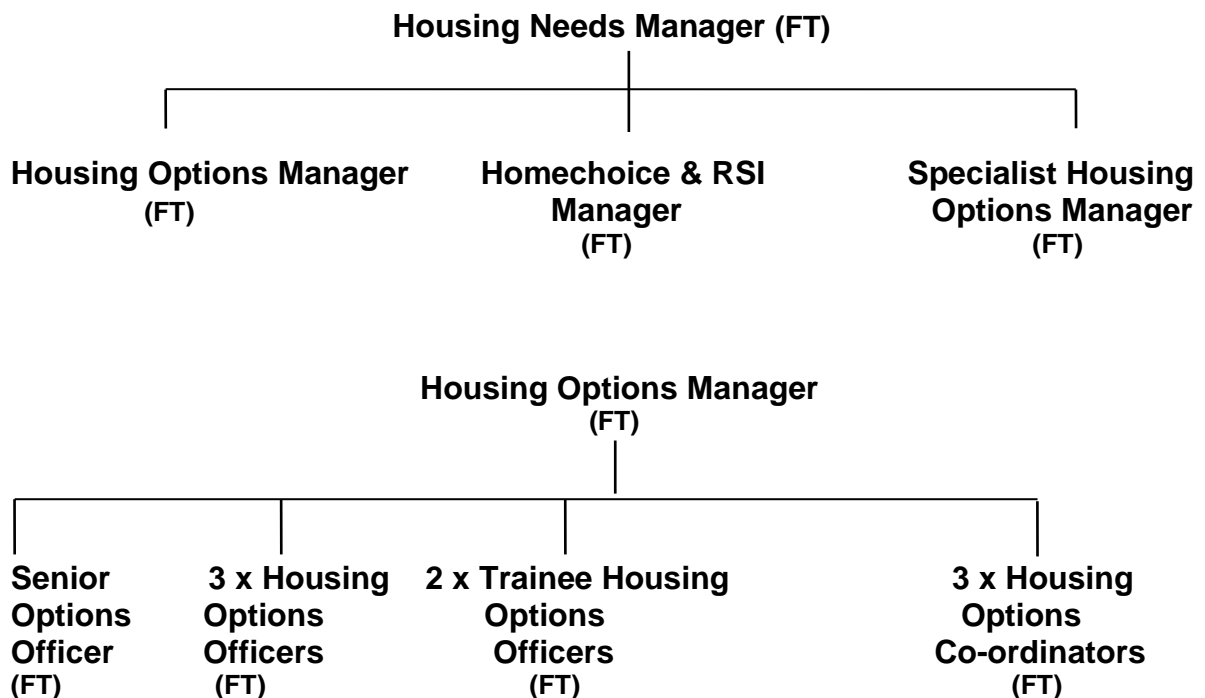 Housing Needs Manager (FT)
Housing Options Manager
(FT)
Homechoice & RSI
Manager
(FT)
Specialist Housing
Options Manager
(FT)
Housing Options Manager
(FT)
Senior
Options
Officer
(FT)
3 x Housing
Options
Officers
(FT)
2 x Trainee Housing
Options
Officers
(FT)
3 x Housing
Options
Co-ordinators
(FT)